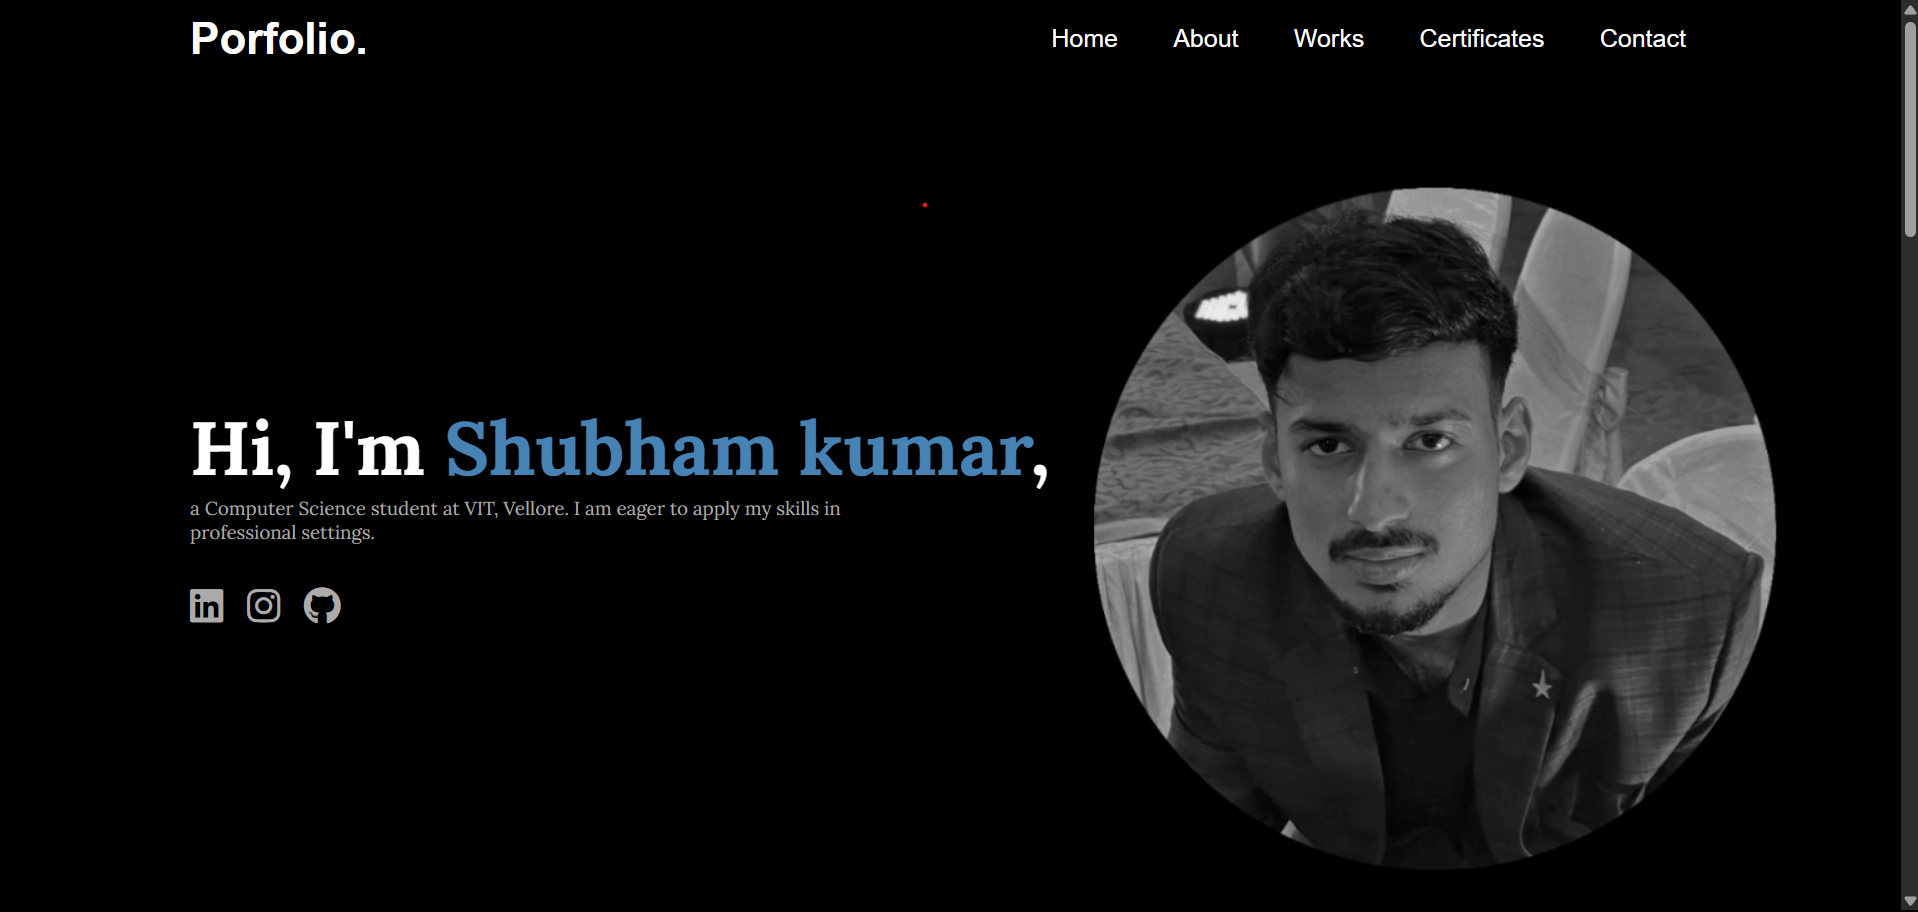 Porfolio.
Home About Works Certificates Contact
Hi, I'm Shubham kumar,
a Computer Science student at VIT, Vellore. I am eager to apply my skills in
professional settings.
in